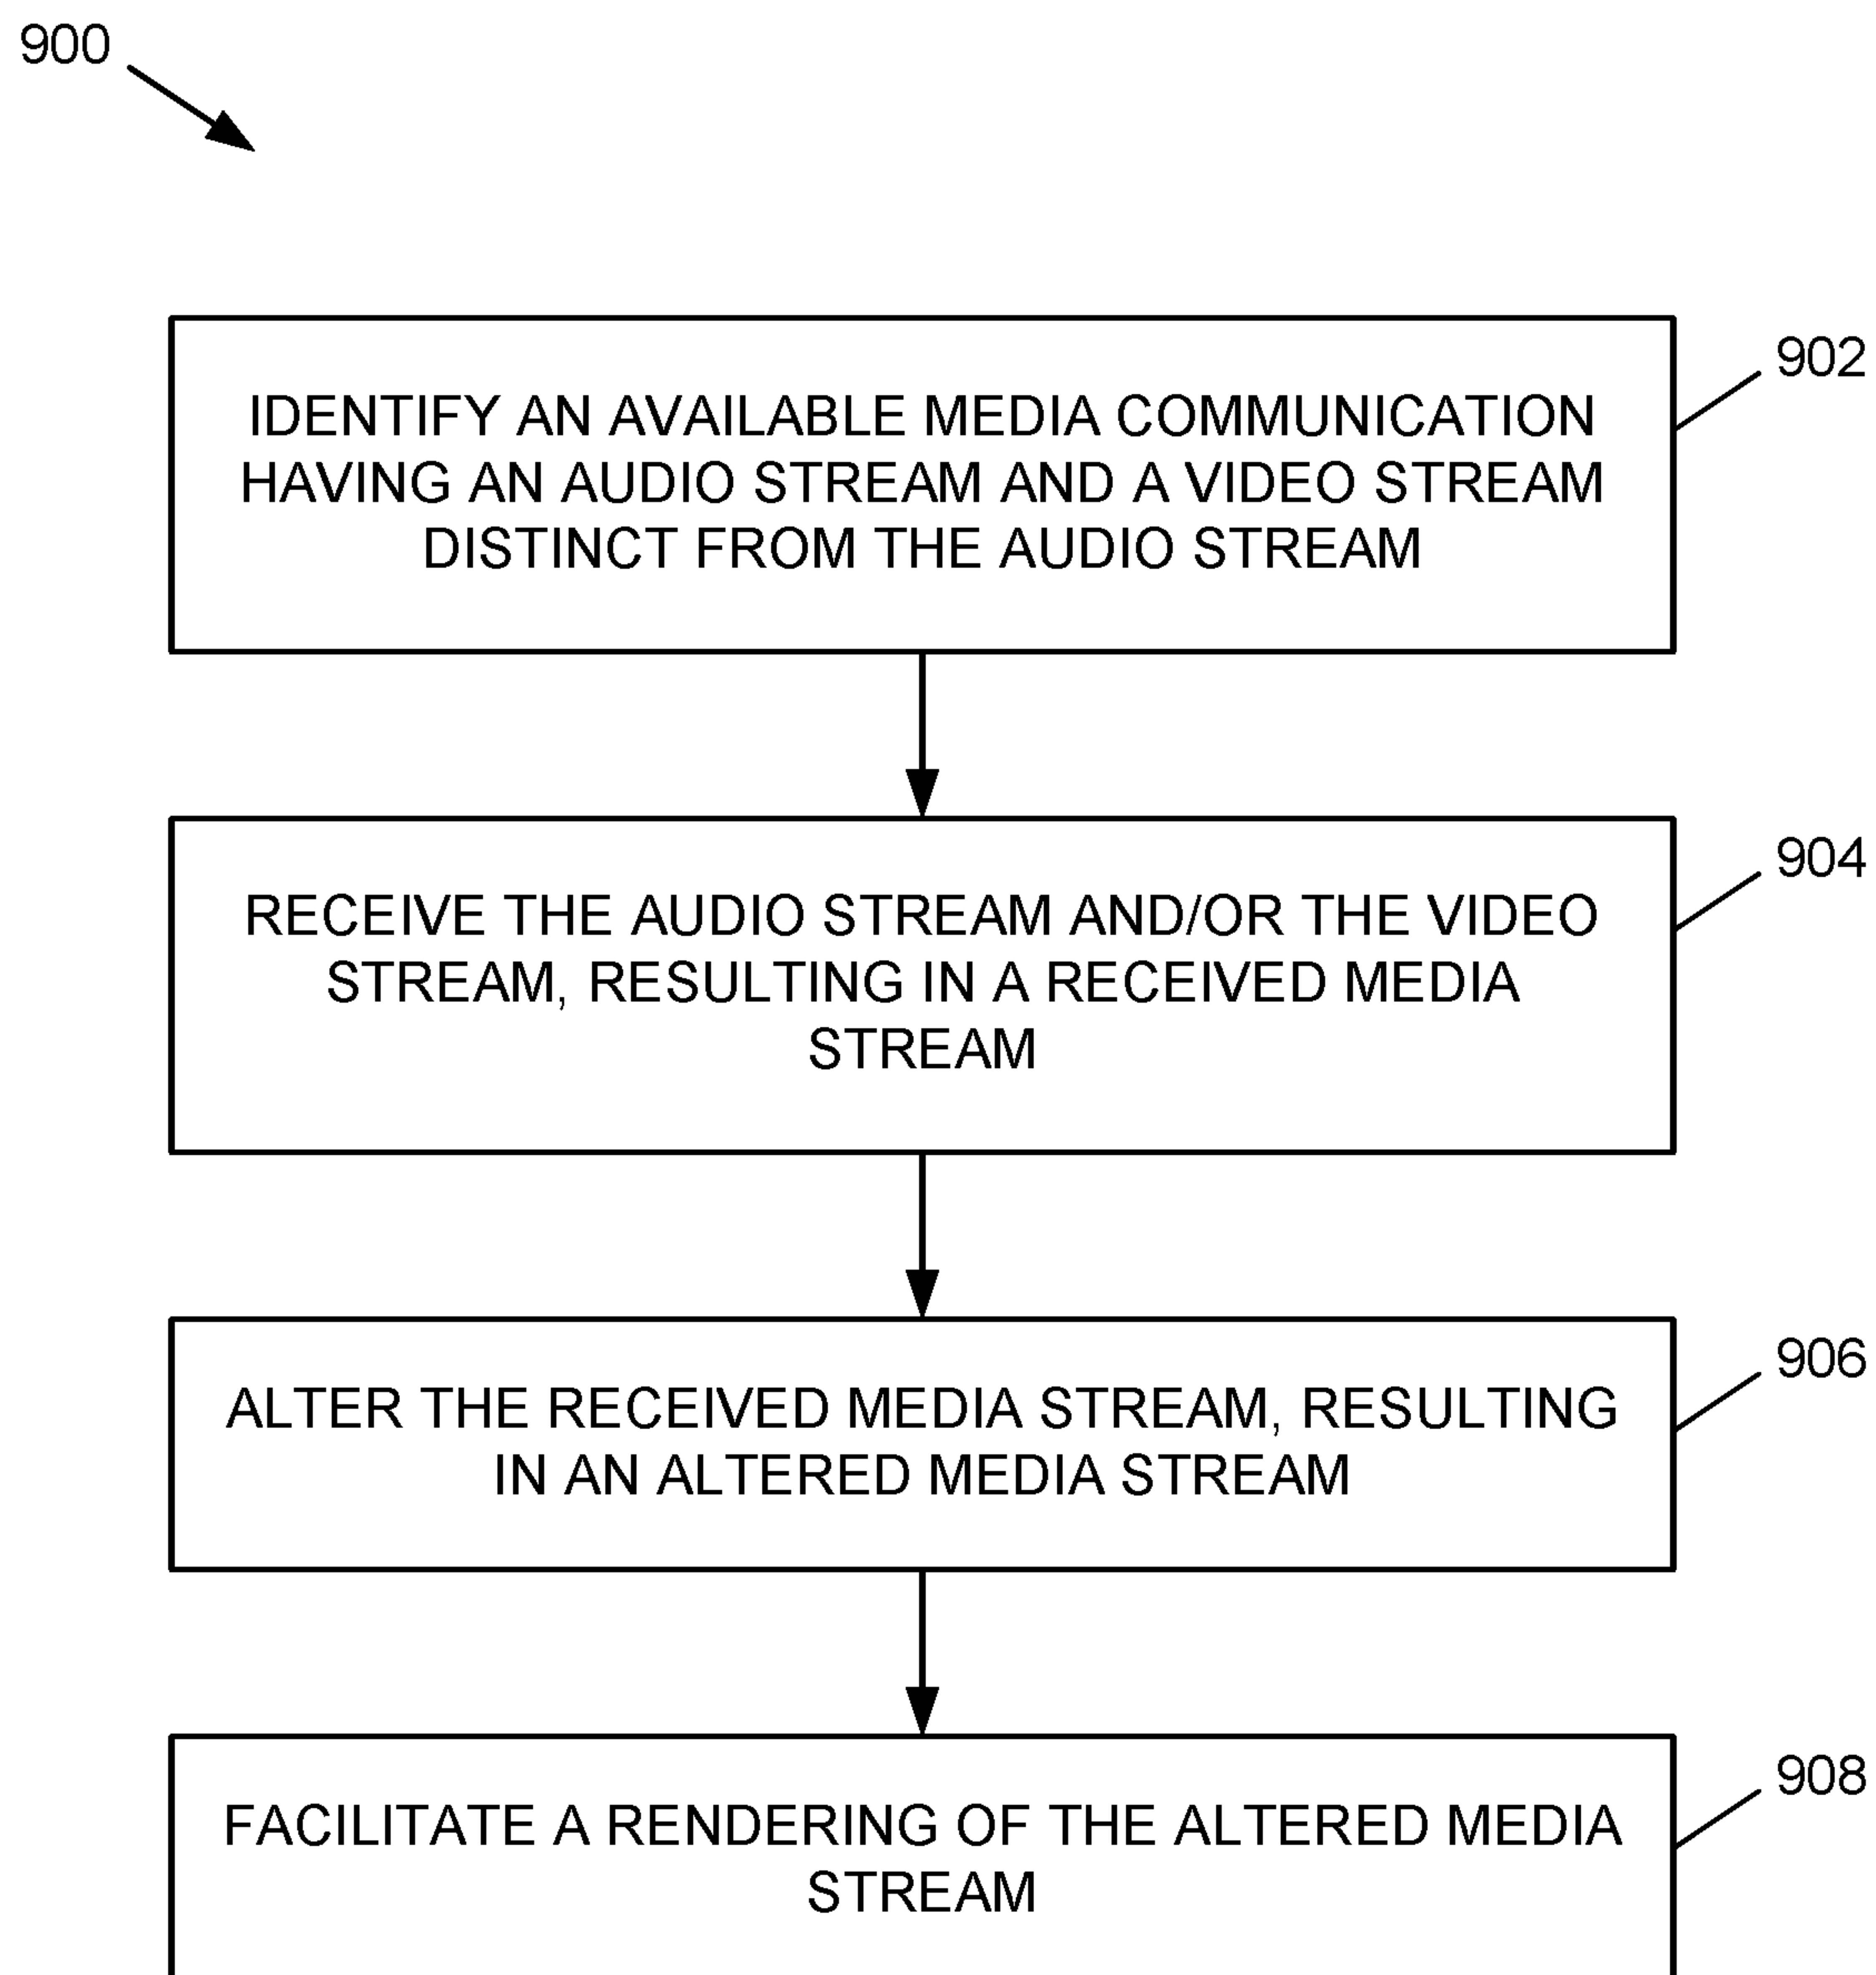 900
902
IDENTIFY AN AVAILABLE MEDIA COMMUNICATION
HAVING AN AUDIO STREAM AND A VIDEO STREAM
DISTINCT FROM THE AUDIO STREAM
904
RECEIVE THE AUDIO STREAM AND/OR THE VIDEO
STREAM, RESULTING IN A RECEIVED MEDIA
STREAM
906
ALTER THE RECEIVED MEDIA STREAM, RESULTING
IN AN ALTERED MEDIA STREAM
908
FACILITATE A RENDERING OF THE ALTERED MEDIA
STREAM